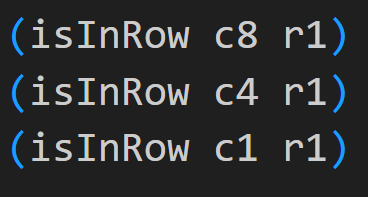 (isInRow c8 r1)
(isInRow c4 r1)
(isInRow c1 r1)